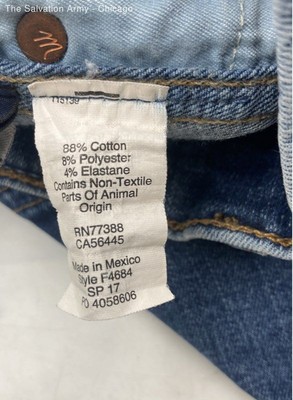 The Salvation Army - Chicago
m
115139
88% Cotton
8% Polyester
4% Elastane
Contains Non-Textile
Parts Of Animal
Origin
RN77388
CA56445
Made in Mexico
Style F4684
SP 17
PO 4058606